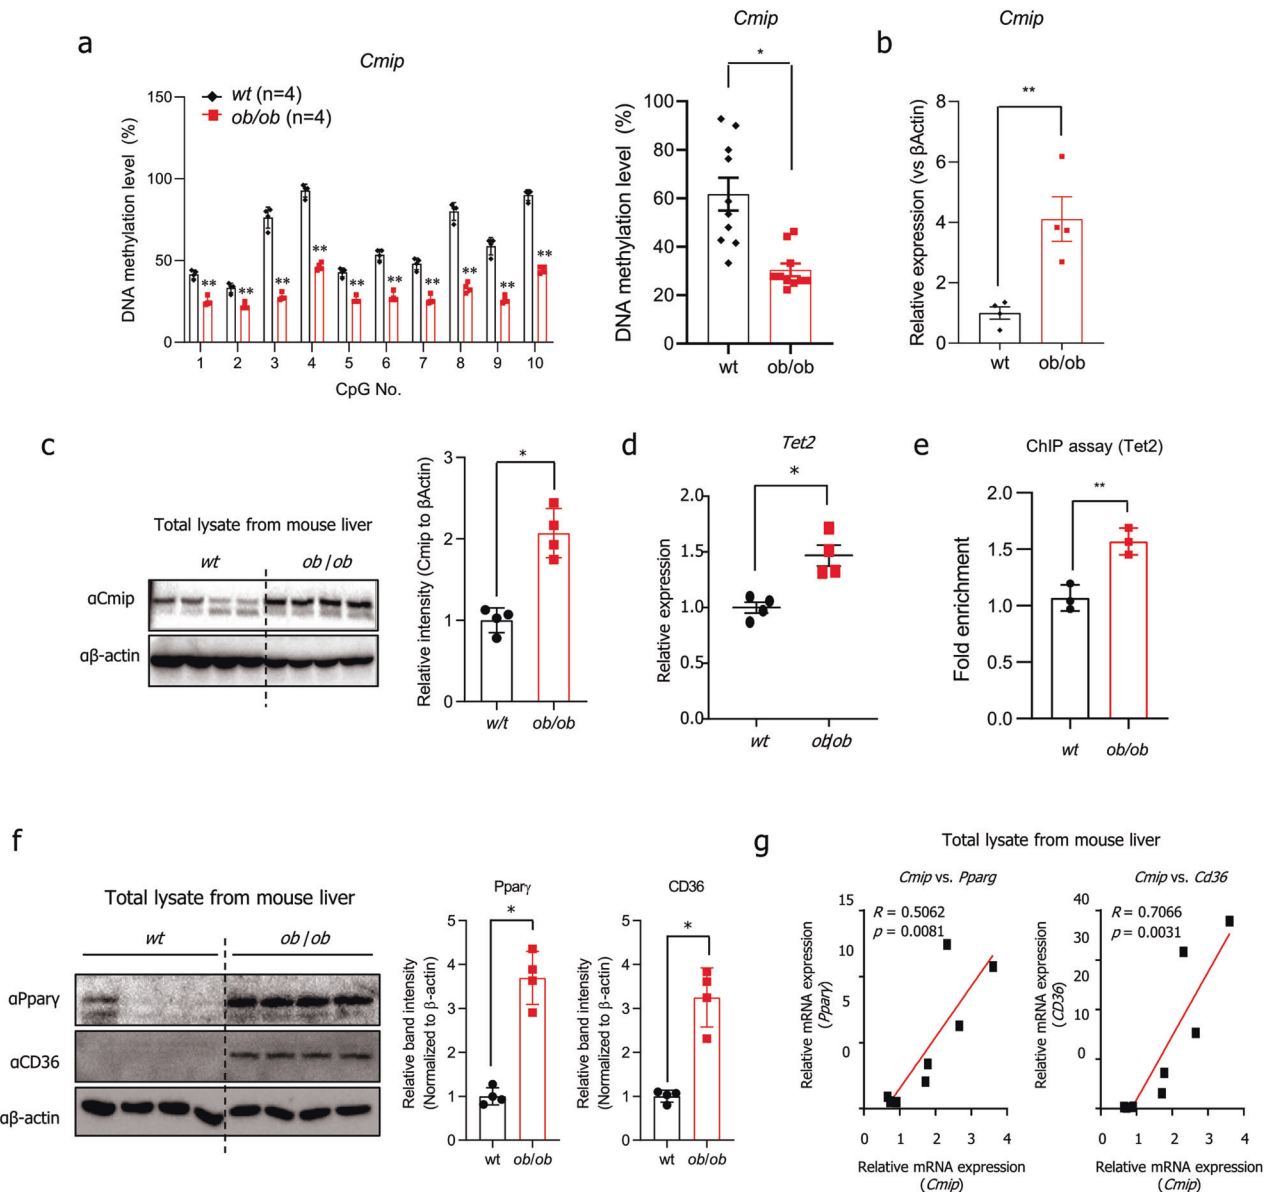 a
Cmip
wt (n=4)
ob/ob (n=4)
DNA methylation level (%)
150
100
50
0
** ** ** ** ** ** ** ** ** **
1 2 3 4 5 6 7 8 9 10
CpG No.
Cmip
*
DNA methylation level (%)
100
80
60
40
20
0
wt ob/ob
b
Cmip
**
Relative expression (vs βActin)
8
6
4
2
0
wt ob/ob
c
Total lysate from mouse liver
wt ob/ob
αCmip
αβ-actin
Relative intensity (Cmip to βActin)
*
3
2
1
0
w/t ob/ob
d
Tet2
*
Relative expression
2.0
1.5
1.0
0.5
0.0
wt ob/ob
e
ChIP assay (Tet2)
**
Fold enrichment
2.0
1.5
1.0
0.5
0.0
wt ob/ob
f
Total lysate from mouse liver
wt ob/ob
αPparγ
αCD36
αβ-actin
Pparγ
*
Relative band intensity
(Normalized to β-actin)
5
4
3
2
1
0
wt ob/ob
CD36
*
Relative band intensity
(Normalized to β-actin)
5
4
3
2
1
0
wt ob/ob
g
Total lysate from mouse liver
Cmip vs. Pparg
R = 0.5062
p = 0.0081
Relative mRNA expression
(Pparγ)
15
10
5
0
0 1 2 3 4
Relative mRNA expression
(Cmip)
Cmip vs. Cd36
R = 0.7066
p = 0.0031
Relative mRNA expression
(CD36)
40
30
20
0
0 1 2 3 4
Relative mRNA expression
(Cmip)